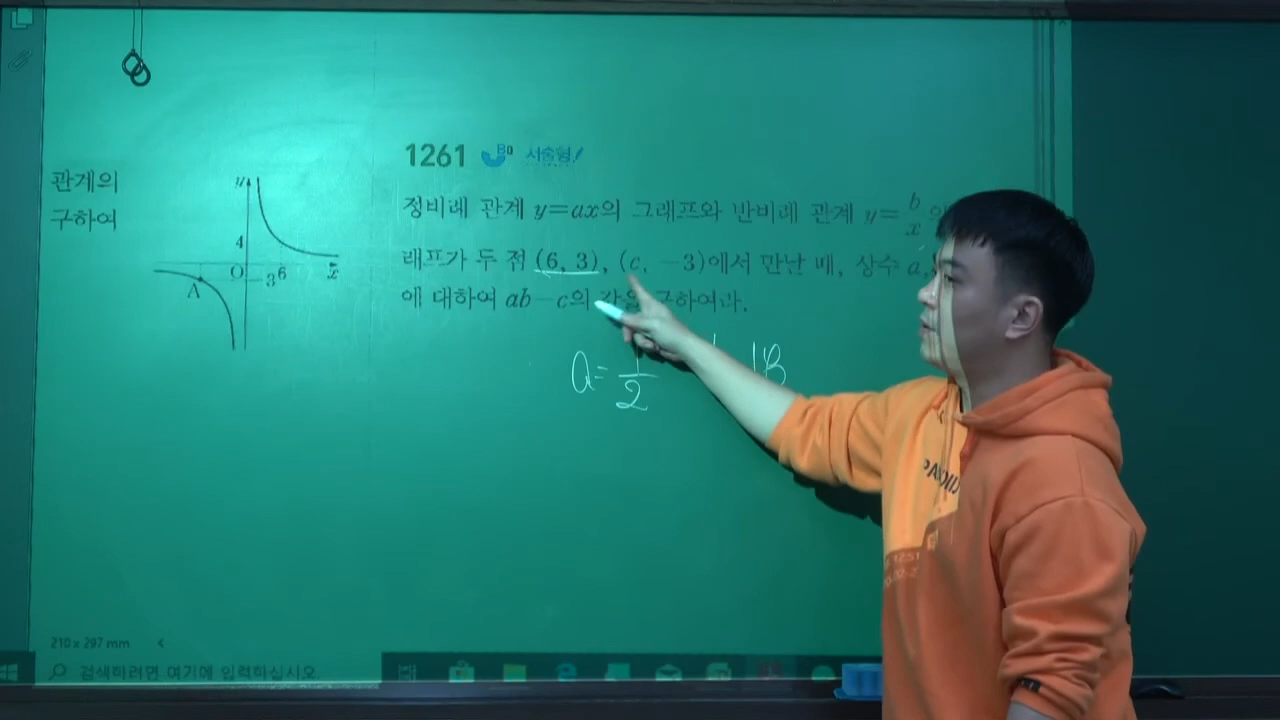 관계의
구하여
y
4
O
3 6
x
A
1261 서술형
정비례 관계 y=ax의 그래프와 반비례 관계 y=b/x의
래프가 두 점 (6, 3), (c, -3)에서 만난 때, 상수 a,
에 대하여 ab-c의 값을 구하여라.
a= 1/2 18
PARODI
210 x 297 mm
검색하려면 여기에 입력하십시오.